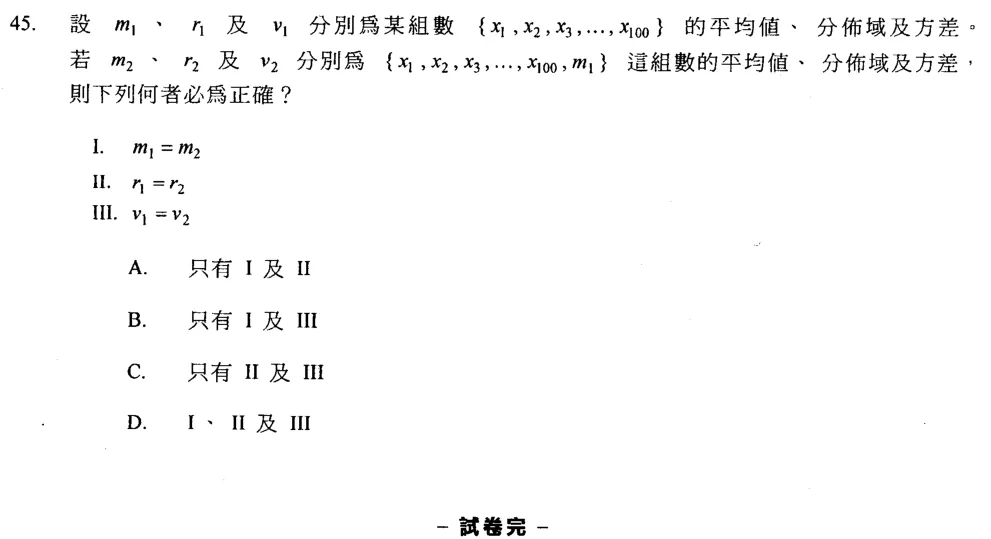 45. 設 m₁、 r₁ 及 v₁ 分別爲某組數 {x₁, x₂, x₃,..., x₁₀₀} 的平均値、分佈域及方差。
若 m₂、 r₂ 及 v₂ 分別爲 {x₁, x₂, x₃,..., x₁₀₀, m₁} 這組數的平均値、分佈域及方差，
則下列何者必爲正確？
I. m₁ = m₂
II. r₁ = r₂
III. v₁ = v₂
A. 只有 I 及 II
B. 只有 I 及 III
C. 只有 II 及 III
D. I、 II 及 III
– 試卷完 –